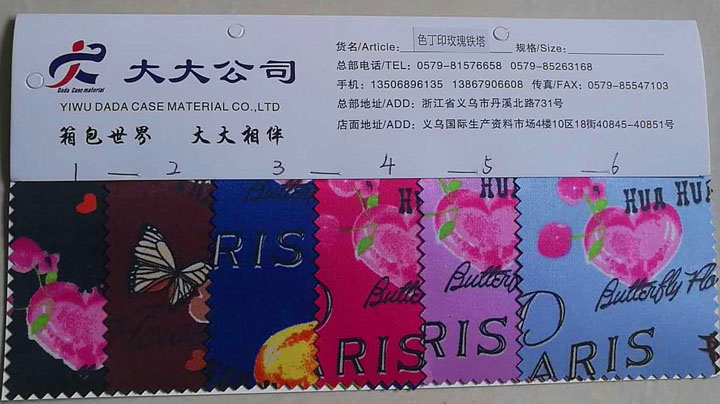 货名/Article: 色丁印玫瑰铁塔 规格/Size:
Dada Case material
大大公司
总部电话/TEL: 0579-81576658 0579-85263168
手机: 13506896135 13867906608 传真/FAX: 0579-85547103
YIWU DADA CASE MATERIAL CO.,LTD
总部地址/ADD: 浙江省义乌市丹溪北路731号
箱包世界 大大相伴
店面地址/ADD: 义乌国际生产资料市场4楼10区18街40845-40851号
1 — 2 3 — 4 — 5 — 6
HUA HUA
HUA HUA
RIS
Butte
Butterf
Butterfly Flo
ARIS
ARIS
ARIS